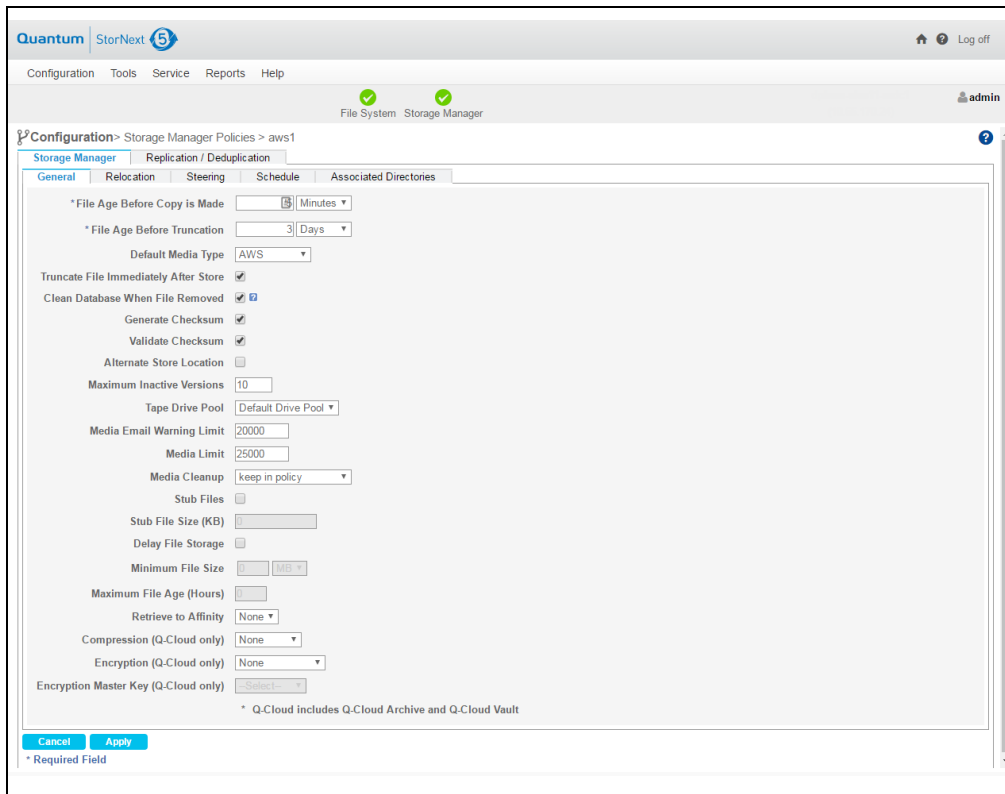 Quantum StorNext 5
Log off
Configuration Tools Service Reports Help
File System Storage Manager
admin
Configuration> Storage Manager Policies > aws1
Storage Manager Replication / Deduplication
General Relocation Steering Schedule Associated Directories
*File Age Before Copy is Made Minutes
* File Age Before Truncation 3 Days
Default Media Type AWS
Truncate File Immediately After Store
Clean Database When File Removed ?
Generate Checksum
Validate Checksum
Alternate Store Location
Maximum Inactive Versions 10
Tape Drive Pool Default Drive Pool
Media Email Warning Limit 20000
Media Limit 25000
Media Cleanup keep in policy
Stub Files
Stub File Size (KB) 0
Delay File Storage
Minimum File Size 0 MB
Maximum File Age (Hours) 0
Retrieve to Affinity None
Compression (Q-Cloud only) None
Encryption (Q-Cloud only) None
Encryption Master Key (Q-Cloud only) --Select--
* Q-Cloud includes Q-Cloud Archive and Q-Cloud Vault
Cancel Apply
* Required Field